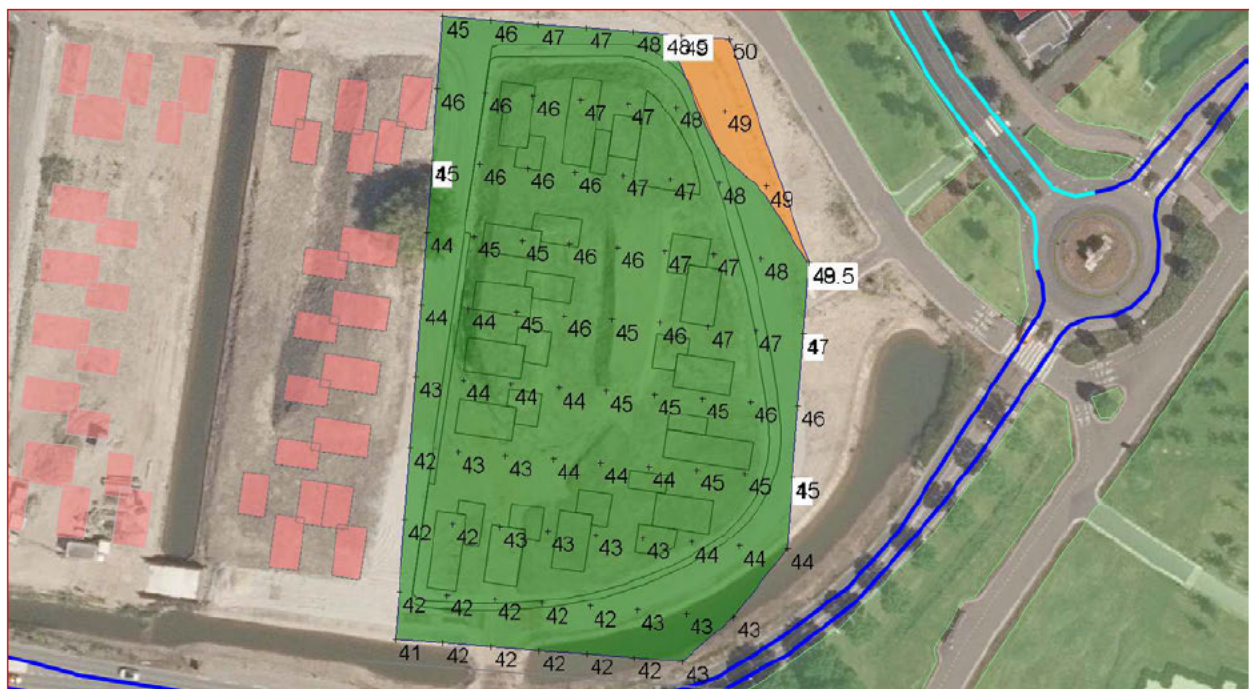 45 46 47 47 48 50
46 46 46 47 47 48 49
45 46 46 46 47 47 48 49
44 45 45 46 46 47 47 48
44 44 45 46 45 46 47 47 47
43 44 44 44 45 45 45 46 46
42 43 43 44 44 44 45 45 45
42 42 43 43 43 43 44 44 44
42 42 42 42 42 43 43 43
41 42 42 42 42 42 43